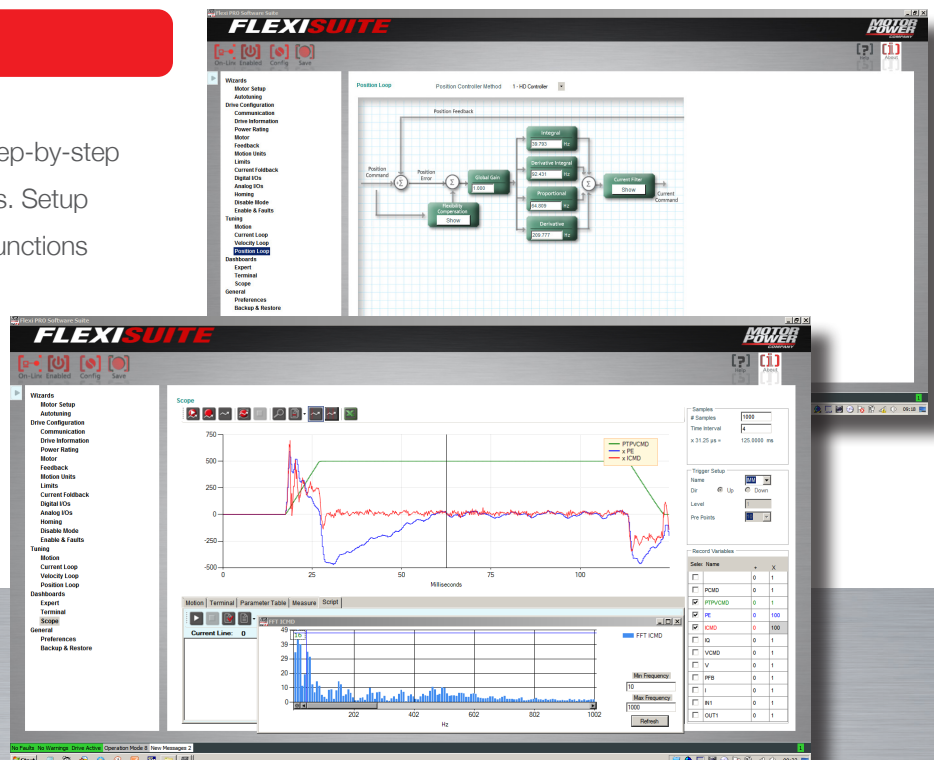 ep-by-step
s. Setup
unctions
Flexi PRO Software Suite
FLEXISUITE
MOTOR POWER COMPANY
On-Line Enabled Config Save
Help About
Wizards
Motor Setup
Autotuning
Drive Configuration
Communication
Drive Information
Power Rating
Motor
Feedback
Motion Units
Limits
Current Foldback
Digital I/Os
Analog I/Os
Homing
Disable Mode
Enable & Faults
Tuning
Motion
Current Loop
Velocity Loop
Position Loop
Dashboards
Expert
Terminal
Scope
General
Preferences
Backup & Restore
Position Loop
Position Controller Method 1 - HD Controller
Position Feedback
Position Command
Position Error
Global Gain
1.000
Flexibility Compensation
Show
Integral
Hz
Derivative Integral
92.431 Hz
Proportional
Hz
Derivative
Hz
Current Filter
Show
Current Command
09:18
Flexi PRO Software Suite
FLEXISUITE
MOTOR POWER COMPANY
On-Line Enabled Config Save
Help About
Wizards
Motor Setup
Autotuning
Drive Configuration
Communication
Drive Information
Power Rating
Motor
Feedback
Motion Units
Limits
Current Foldback
Digital I/Os
Analog I/Os
Homing
Disable Mode
Enable & Faults
Tuning
Motion
Current Loop
Velocity Loop
Position Loop
Dashboards
Expert
Terminal
Scope
General
Preferences
Backup & Restore
Scope
750
500
250
0
-250
-500
0 25 50 75 100
Milliseconds
PTPVCMD
x PE
x ICMD
Samples
# Samples 1000
Time Interval 4
x 31.25 µs = 125.0000 ms
Trigger Setup
Name IMM
Dir Up Down
Level 1
Pre Points
Record Variables
Selec Name + X
0 1
PCMD 0 1
PTPVCMD 0 1
PE 0 100
ICMD 0 100
IQ 0 1
VCMD 0 1
V 0 1
PFB 0 1
I 0 1
IN1 0 1
OUT1 0 1
Motion Terminal Parameter Table Measure Script
Current Line: 0
FFT ICMD
49
39
29
20
10
0
16
202 402 602 802 1002
Hz
FFT ICMD
Min Frequency
10
Max Frequency
1000
Refresh
No Faults No Warnings Drive Active Operation Mode 8 New Messages 2
1
Start